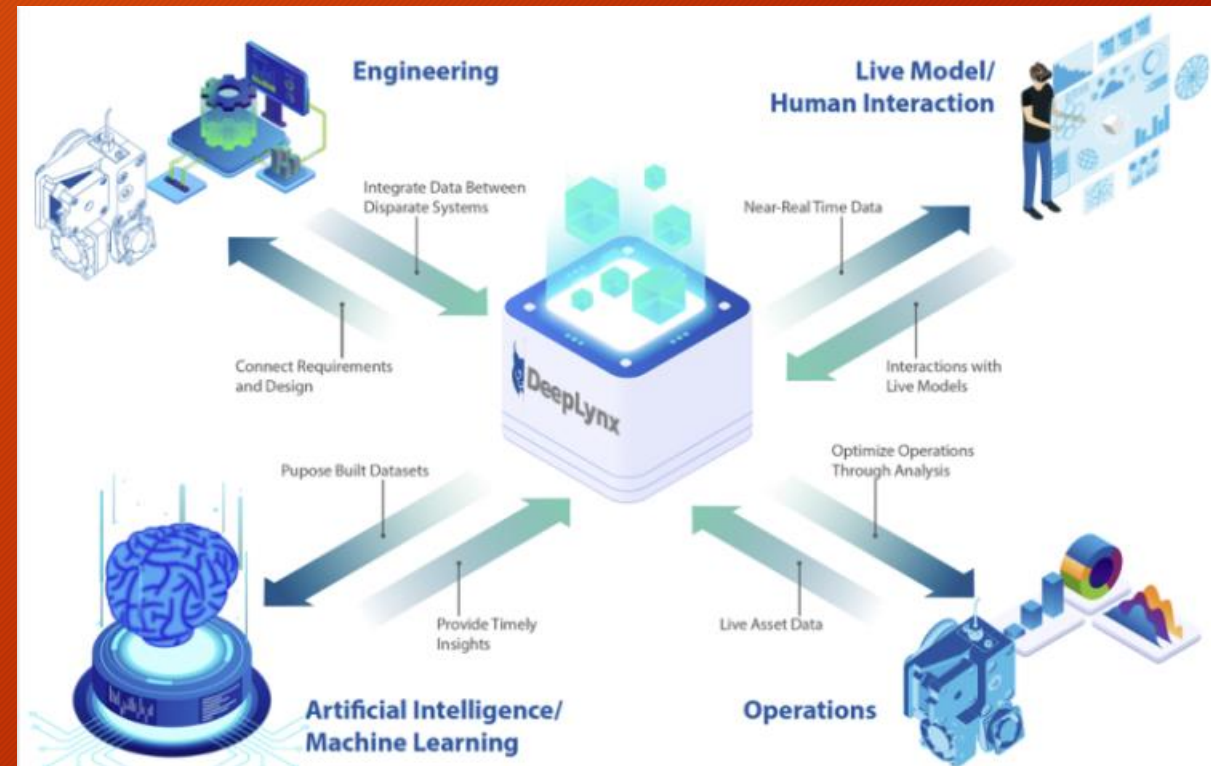 Engineering
Live Model/
Human Interaction
Integrate Data Between
Disparate Systems
Near-Real Time Data
Connect Requirements
and Design
DeepLynx
Interactions with
Live Models
Pupose Built Datasets
Optimize Operations
Through Analysis
Provide Timely
Insights
Live Asset Data
Artificial Intelligence/
Machine Learning
Operations